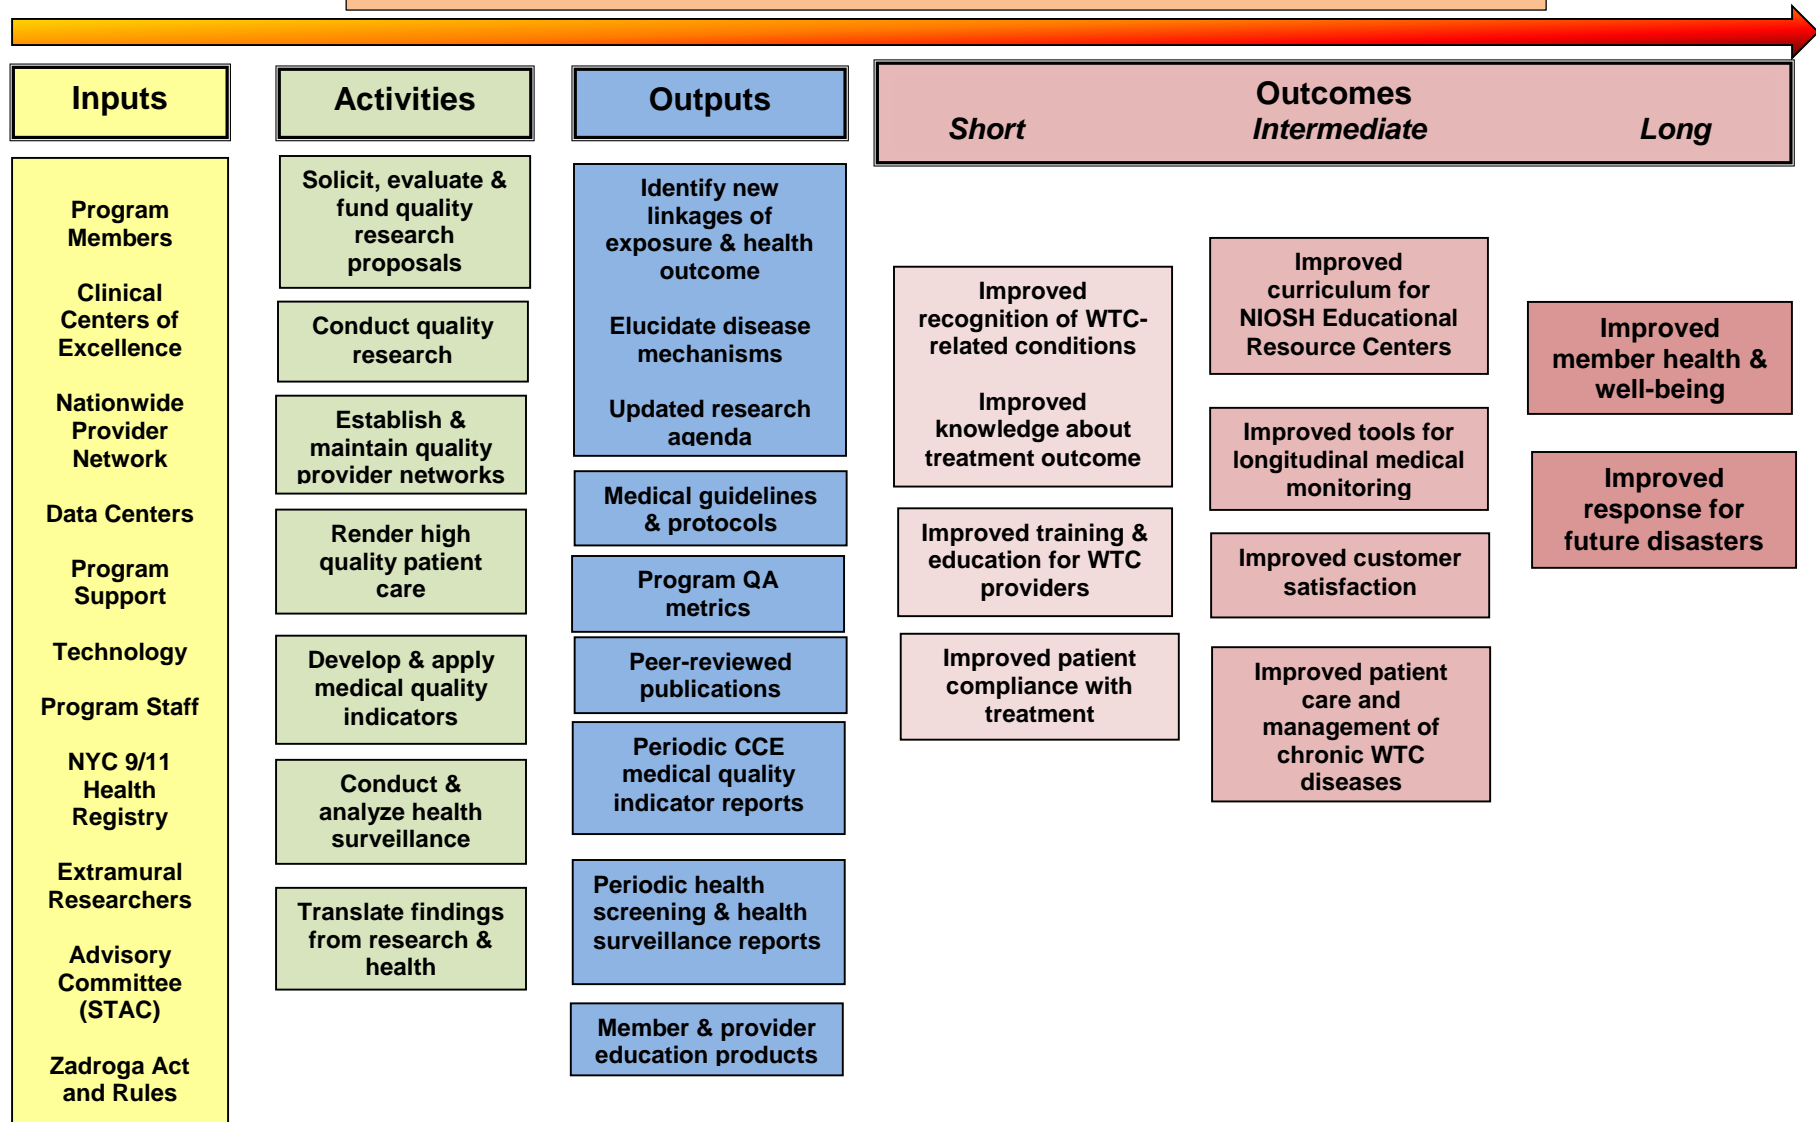 Inputs
Program
Members
Clinical
Centers of
Excellence
Nationwide
Provider
Network
Data Centers
Program
Support
Technology
Program Staff
NYC 9/11
Health
Registry
Extramural
Researchers
Advisory
Committee
(STAC)
Zadroga Act
and Rules
Activities
Solicit, evaluate &
fund quality
research
proposals
Conduct quality
research
Establish &
maintain quality
provider networks
Render high
quality patient
care
Develop & apply
medical quality
indicators
Conduct &
analyze health
surveillance
Translate findings
from research &
health
Outputs
Identify new
linkages of
exposure & health
outcome
Elucidate disease
mechanisms
Updated research
agenda
Medical guidelines
& protocols
Program QA
metrics
Peer-reviewed
publications
Periodic CCE
medical quality
indicator reports
Periodic health
screening & health
surveillance reports
Member & provider
education products
Outcomes
Short Intermediate Long
Improved
recognition of WTC-
related conditions
Improved
knowledge about
treatment outcome
Improved training &
education for WTC
providers
Improved patient
compliance with
treatment
Improved
curriculum for
NIOSH Educational
Resource Centers
Improved tools for
longitudinal medical
monitoring
Improved customer
satisfaction
Improved patient
care and
management of
chronic WTC
diseases
Improved
member health &
well-being
Improved
response for
future disasters